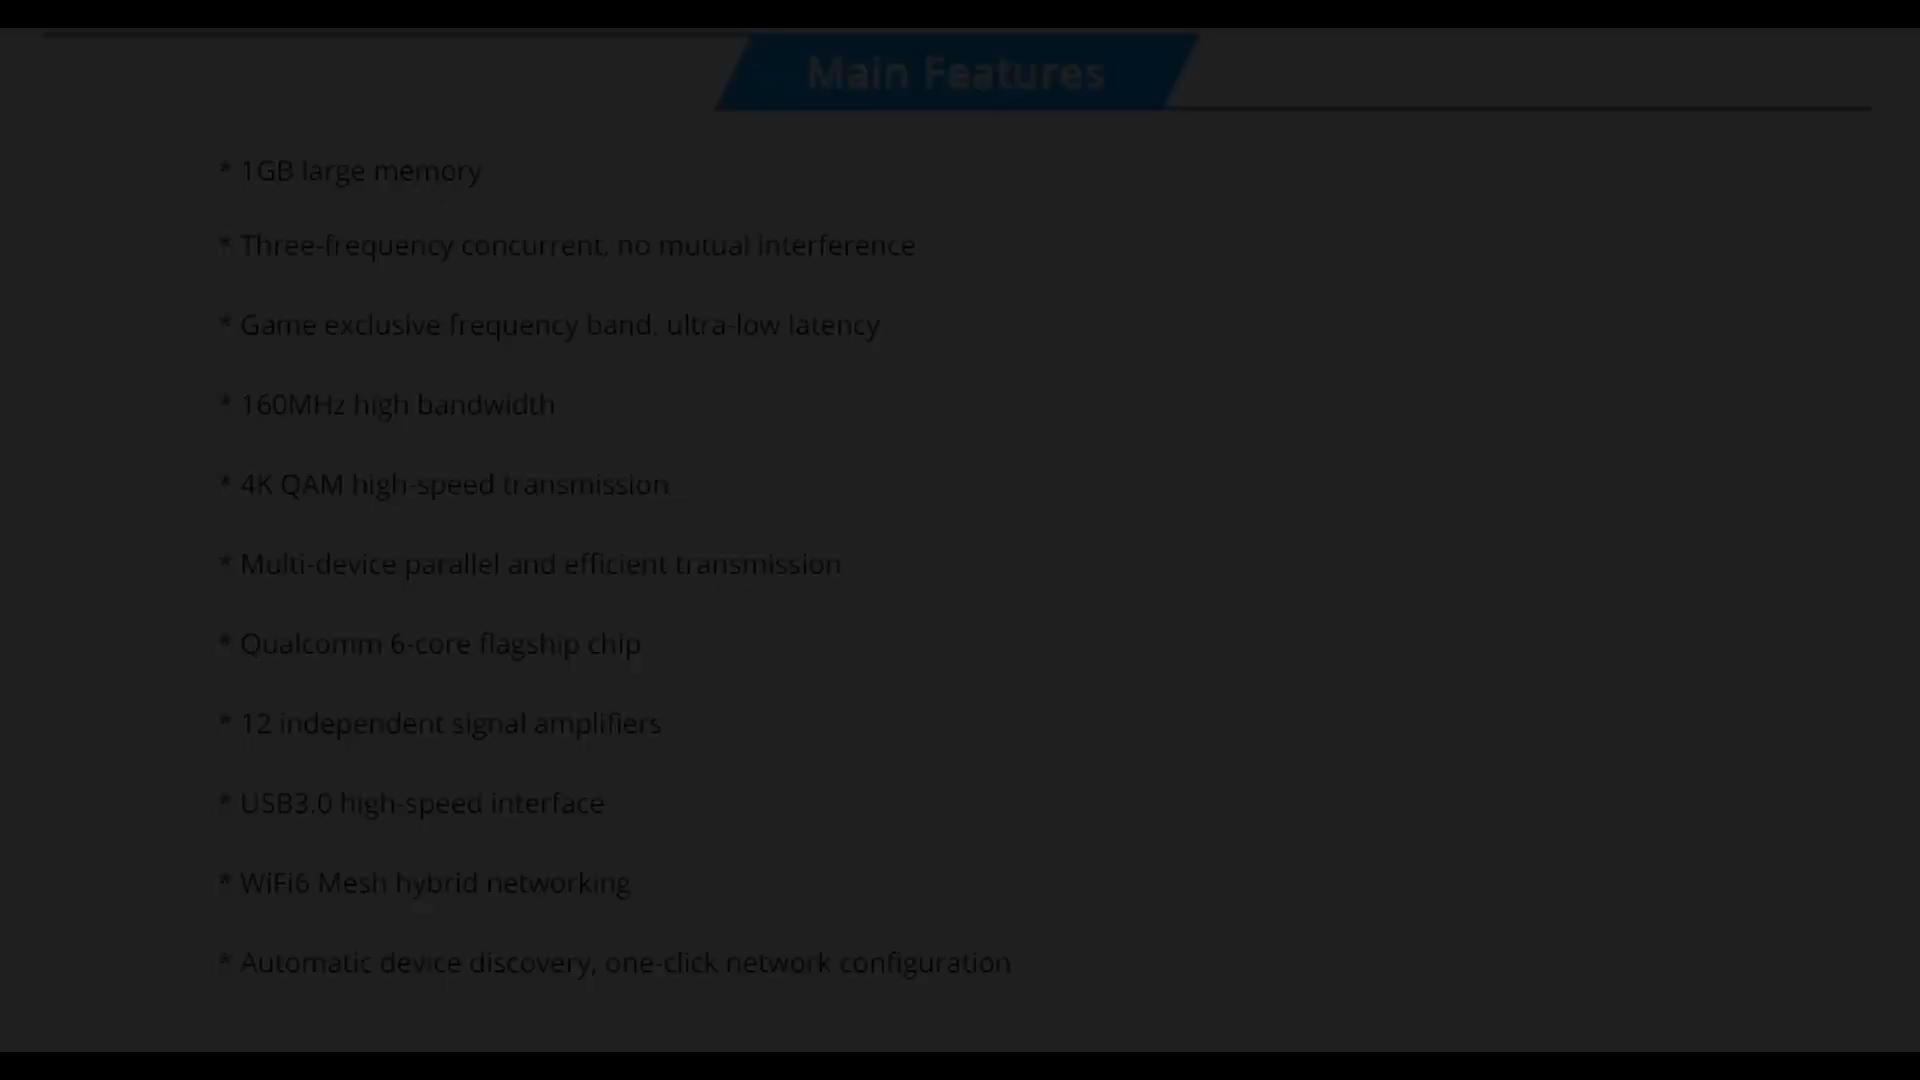 Main Features
* 1GB large memory
* Three-frequency concurrent, no mutual interference
* Game exclusive frequency band, ultra-low latency
* 160MHz high bandwidth
* 4K QAM high-speed transmission
* Multi-device parallel and efficient transmission
* Qualcomm 6-core flagship chip
* 12 independent signal amplifiers
* USB3.0 high-speed interface
* WiFi6 Mesh hybrid networking
* Automatic device discovery, one-click network configuration